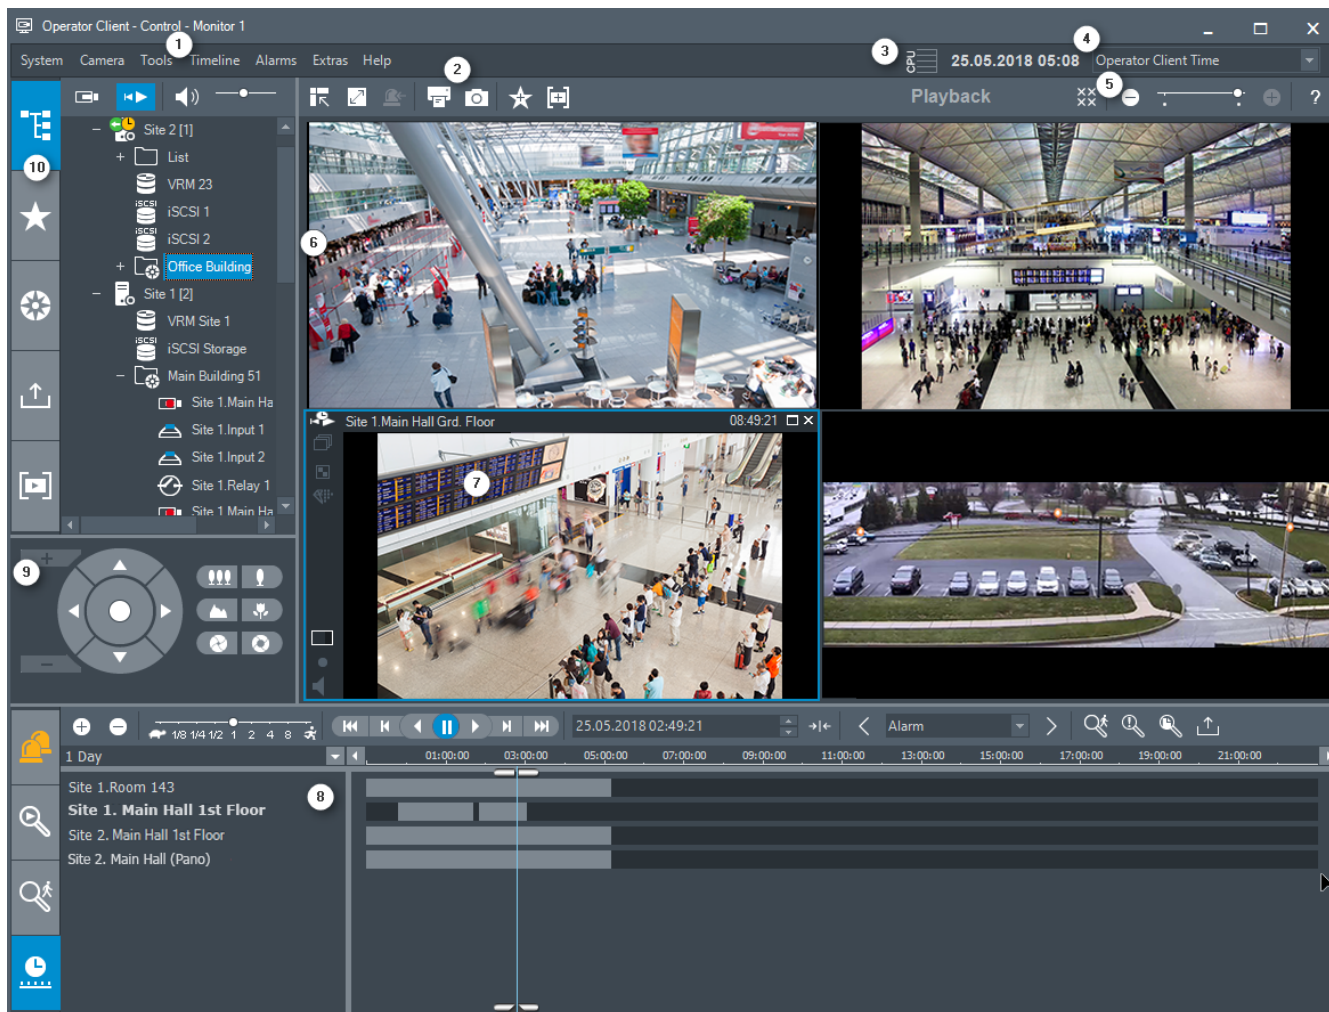 Operator Client - Control - Monitor 1
1
System Camera Tools Timeline Alarms Extras Help
2
3
CPU
25.05.2018 05:08
4
Operator Client Time
Playback
5
?
Site 2 [1]
List
VRM 23
iSCSI
iSCSI 1
iSCSI
iSCSI 2
Office Building
Site 1 [2]
VRM Site 1
iSCSI
iSCSI Storage
Main Building 51
Site 1.Main Ha
Site 1.Input 1
Site 1.Input 2
Site 1.Relay 1
Site 1.Main Ha
10
6
Site 1.Main Hall Grd. Floor 08:49:21
7
9
1/8 1/4 1/2 1 2 4 8
25.05.2018 02:49:21
Alarm
1 Day
01:00:00 03:00:00 05:00:00 07:00:00 09:00:00 11:00:00 13:00:00 15:00:00 17:00:00 19:00:00 21:00:00
Site 1.Room 143
8
Site 1. Main Hall 1st Floor
Site 2. Main Hall 1st Floor
Site 2. Main Hall (Pano)